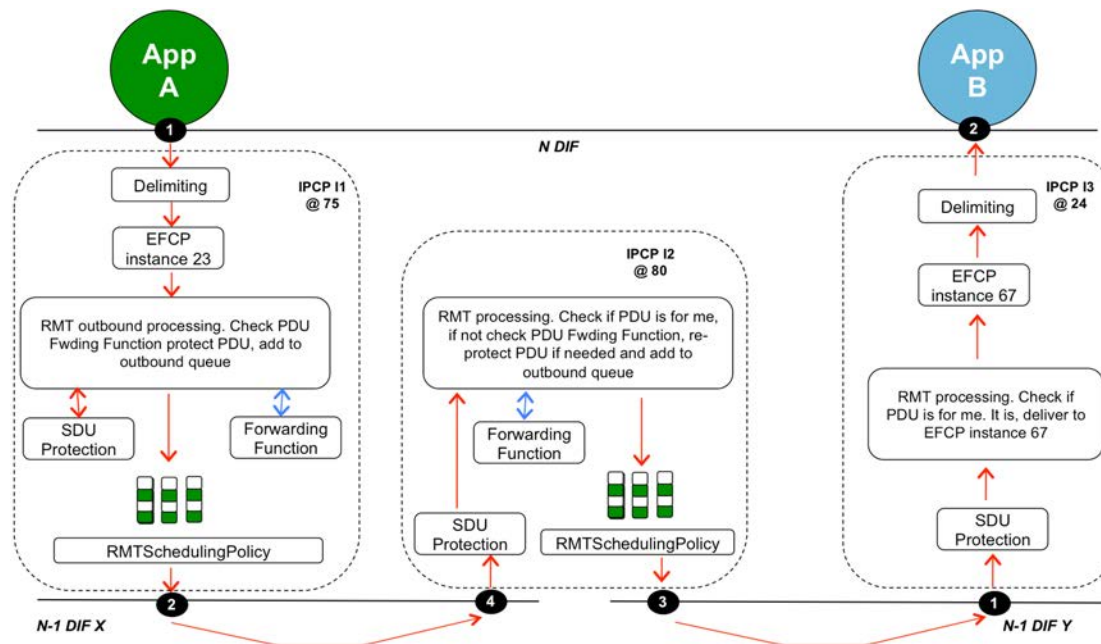 App
A
1
App
B
2
N DIF
IPCP I1
@ 75
Delimiting
EFCP
instance 23
RMT outbound processing. Check PDU
Fwding Function protect PDU, add to
outbound queue
SDU
Protection
Forwarding
Function
RMTSchedulingPolicy
2
N-1 DIF X
IPCP I2
@ 80
RMT processing. Check if PDU is for me,
if not check PDU Fwding Function, re-
protect PDU if needed and add to
outbound queue
Forwarding
Function
SDU
Protection
RMTSchedulingPolicy
4
3
IPCP I3
@ 24
Delimiting
EFCP
instance 67
RMT processing. Check if
PDU is for me. It is, deliver to
EFCP instance 67
SDU
Protection
1
N-1 DIF Y